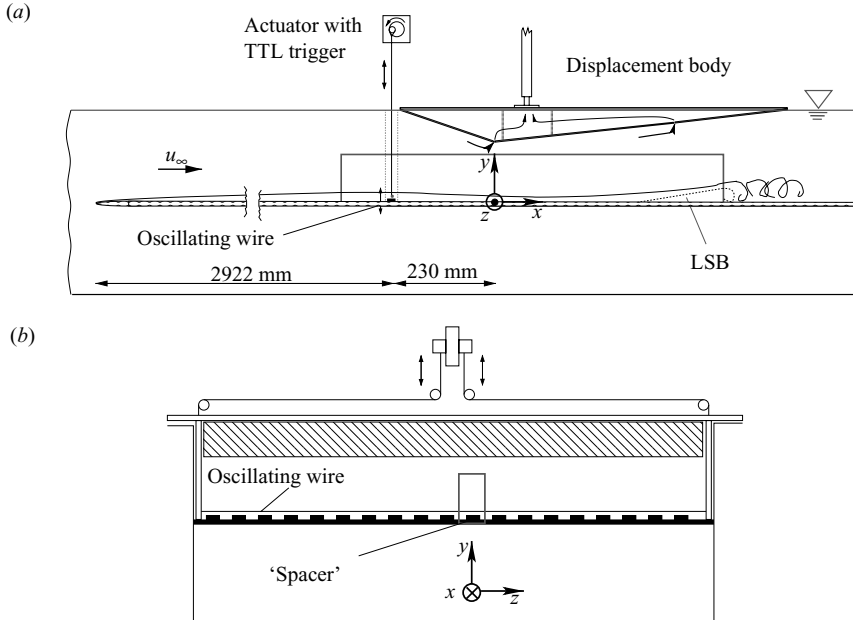 (a)
Actuator with
TTL trigger
Displacement body
u∞
y
z
x
Oscillating wire
LSB
2922 mm
230 mm
(b)
Oscillating wire
‘Spacer’
y
x
z